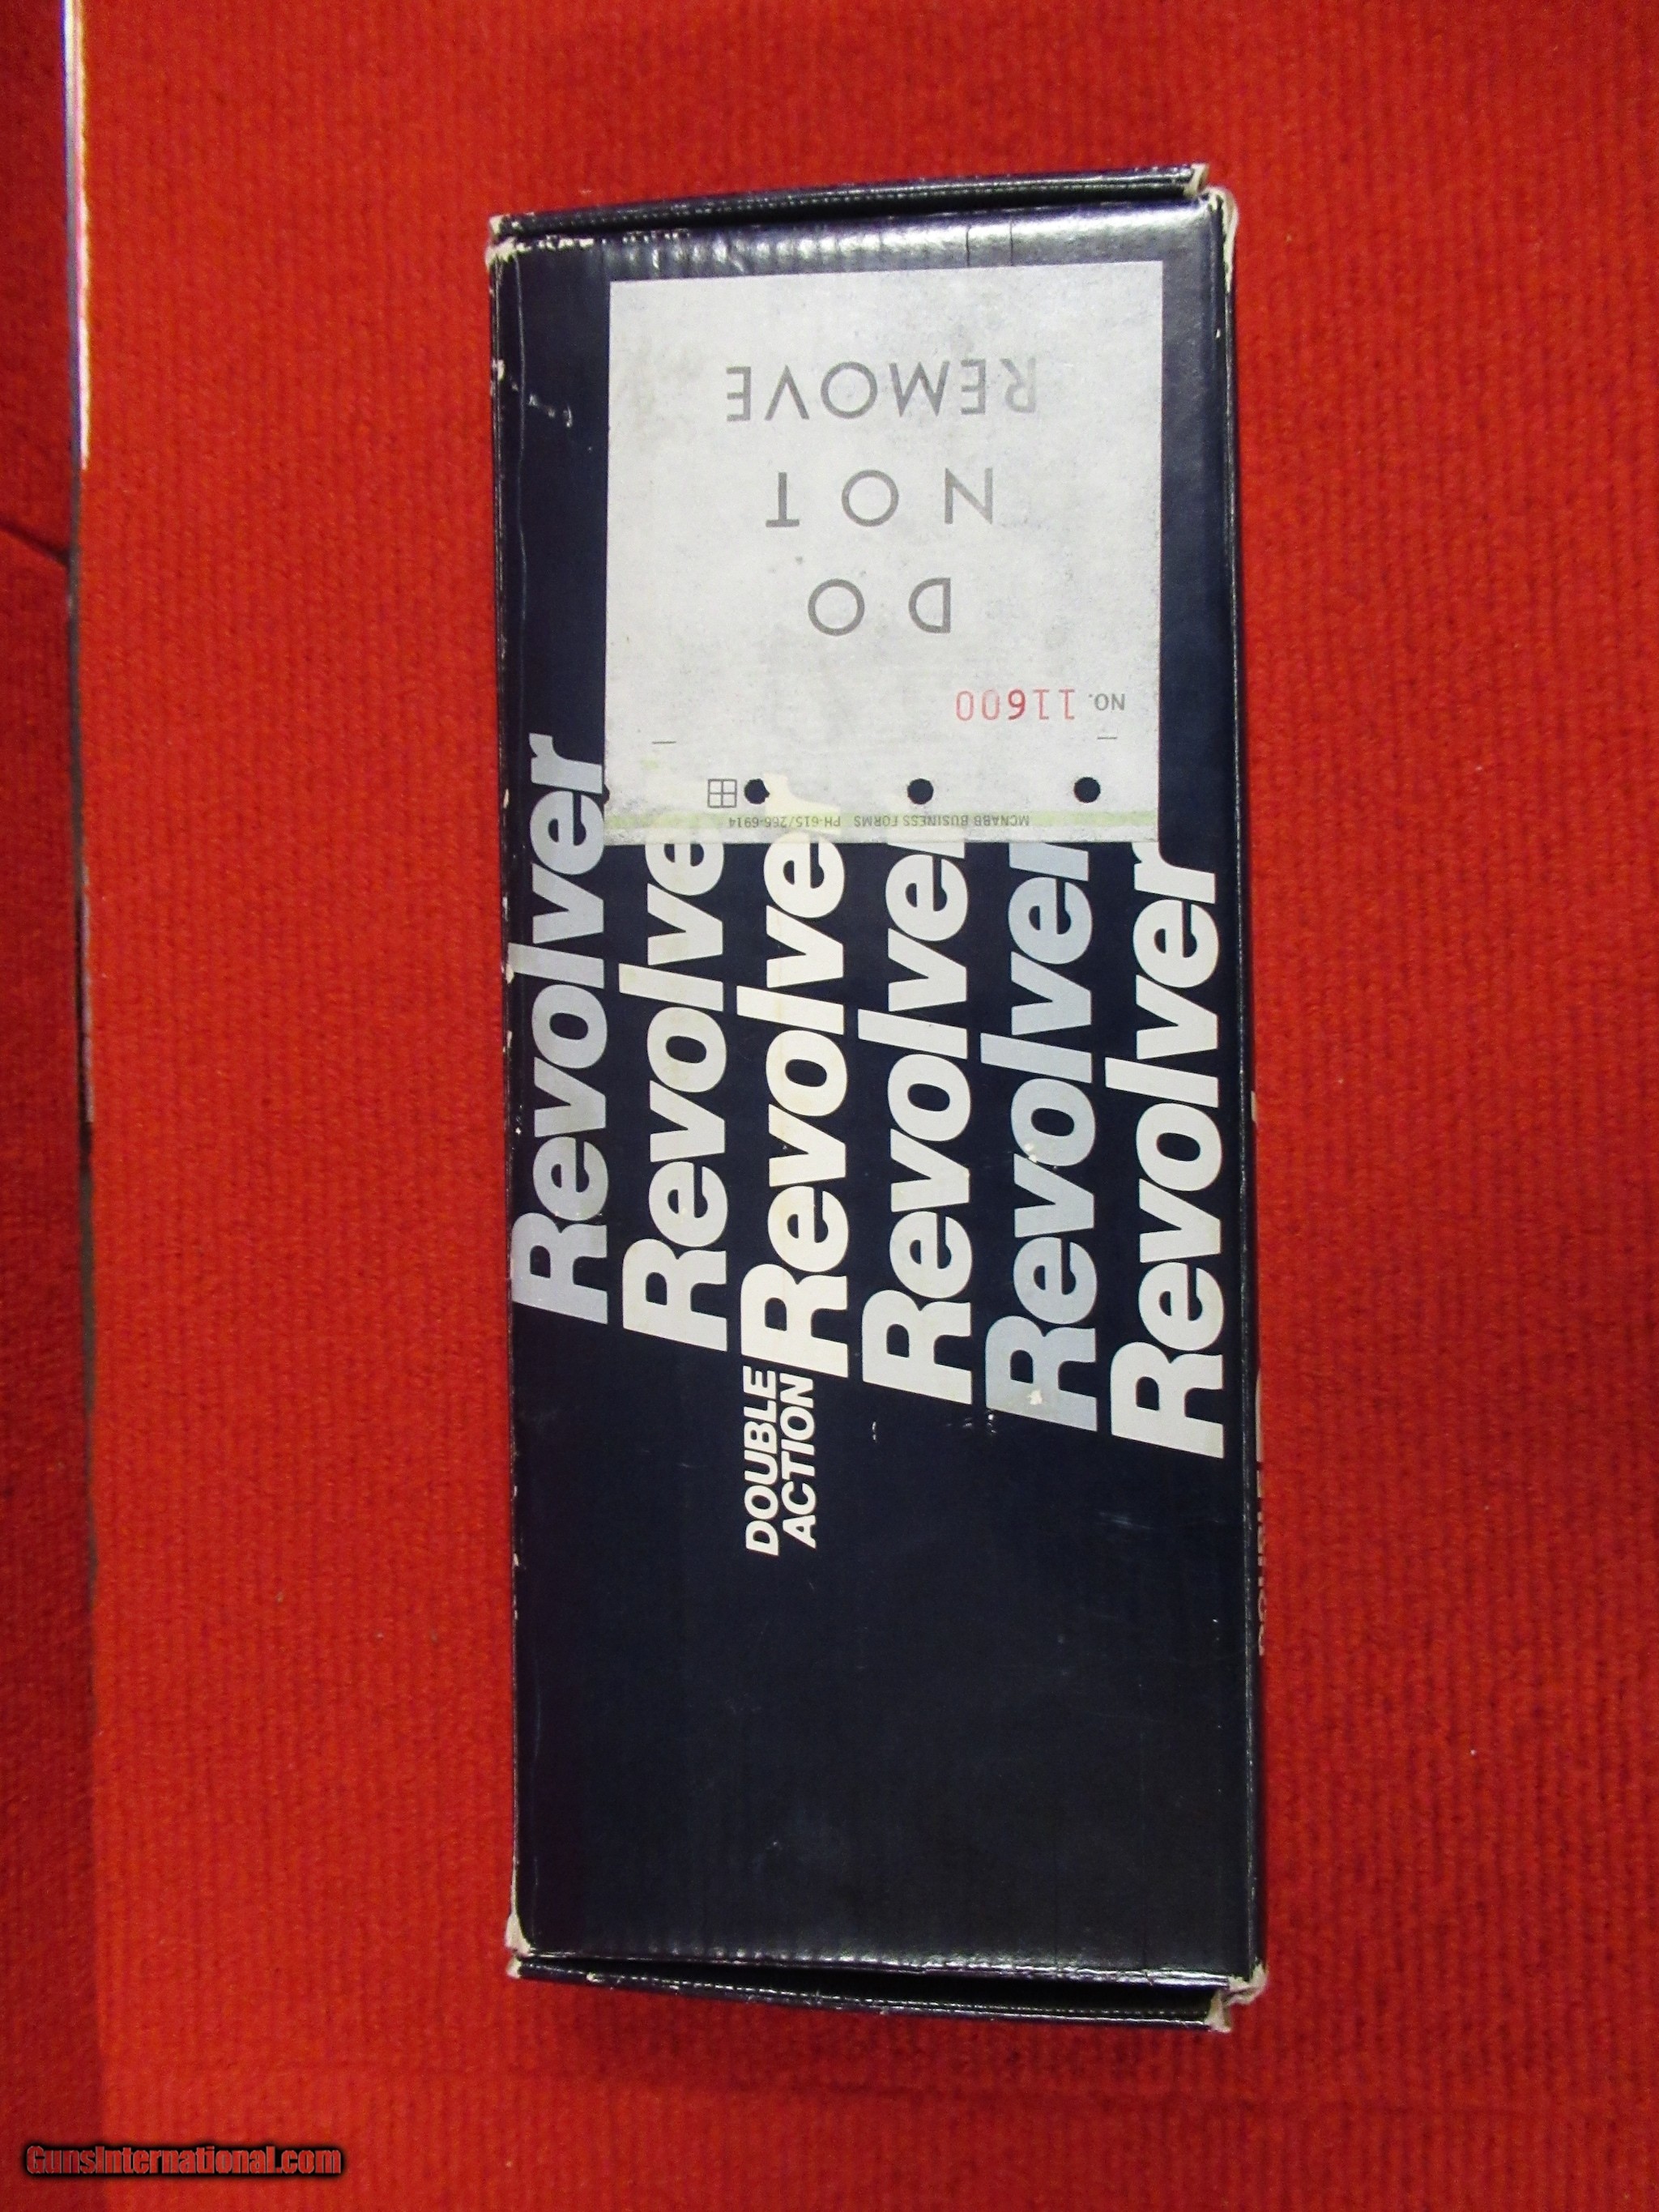 DO
NOT
REMOVE
NO. 11600
MCNABB BUSINESS FORMS PH-615/266-6914
Revolver
Revolver
DOUBLE
ACTION
Revolver
Revolver
Revolver
Revolver
GunsInternational.com